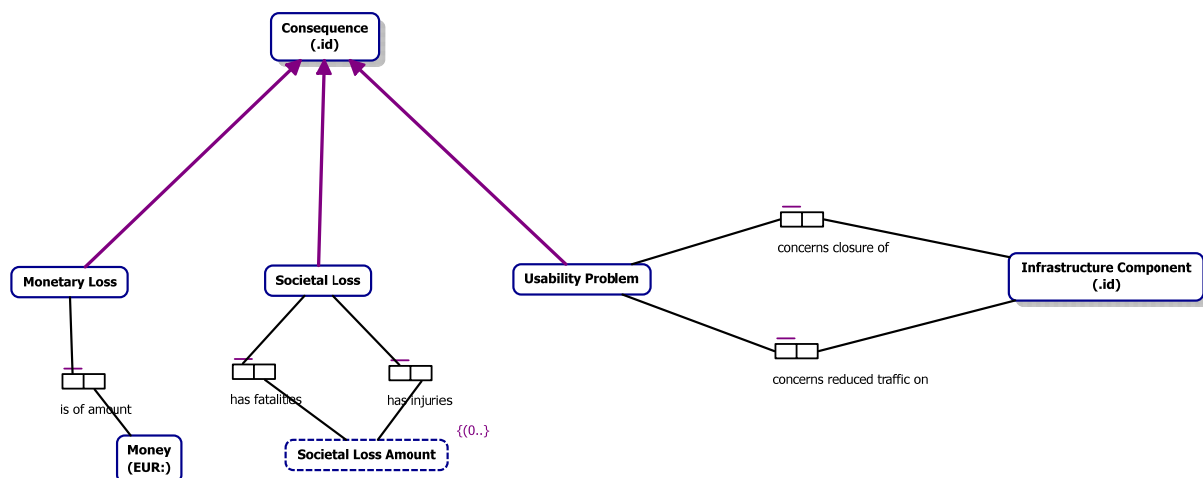 Consequence
(.id)
concerns closure of
Monetary Loss
Societal Loss
Usability Problem
Infrastructure Component
(.id)
concerns reduced traffic on
is of amount
has fatalities
has injuries
{(0..}
Money
(EUR:)
Societal Loss Amount